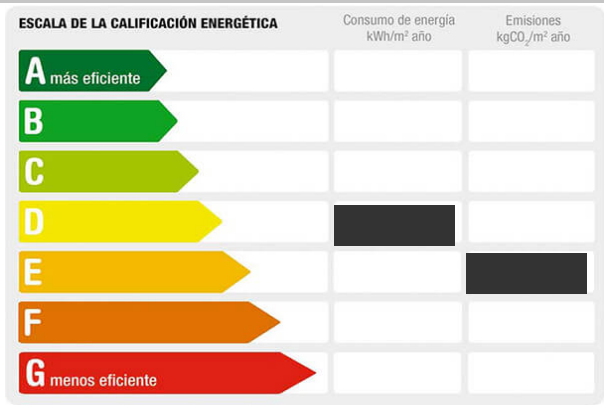 ESCALA DE LA CALIFICACIÓN ENERGÉTICA
Consumo de energía
kWh/m² año
Emisiones
kgCO₂/m² año
A más eficiente
B
C
D
E
F
G menos eficiente